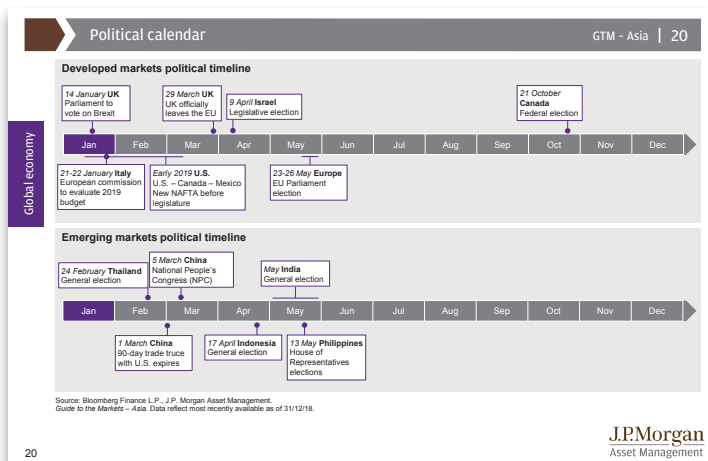 Political calendar
GTM – Asia | 20
Global economy
Developed markets political timeline
14 January UK
Parliament to
vote on Brexit
29 March UK
UK officially
leaves the EU
9 April Israel
Legislative election
21 October
Canada
Federal election
Jan Feb Mar Apr May Jun Jul Aug Sep Oct Nov Dec
21-22 January Italy
European commission
to evaluate 2019
budget
Early 2019 U.S.
U.S. – Canada – Mexico
New NAFTA before
legislature
23-26 May Europe
EU Parliament
election
Emerging markets political timeline
24 February Thailand
General election
5 March China
National People's
Congress (NPC)
May India
General election
Jan Feb Mar Apr May Jun Jul Aug Sep Oct Nov Dec
1 March China
90-day trade truce
with U.S. expires
17 April Indonesia
General election
13 May Philippines
House of
Representatives
elections
Source: Bloomberg Finance L.P., J.P. Morgan Asset Management.
Guide to the Markets – Asia. Data reflect most recently available as of 31/12/18.
20
J.P.Morgan
Asset Management